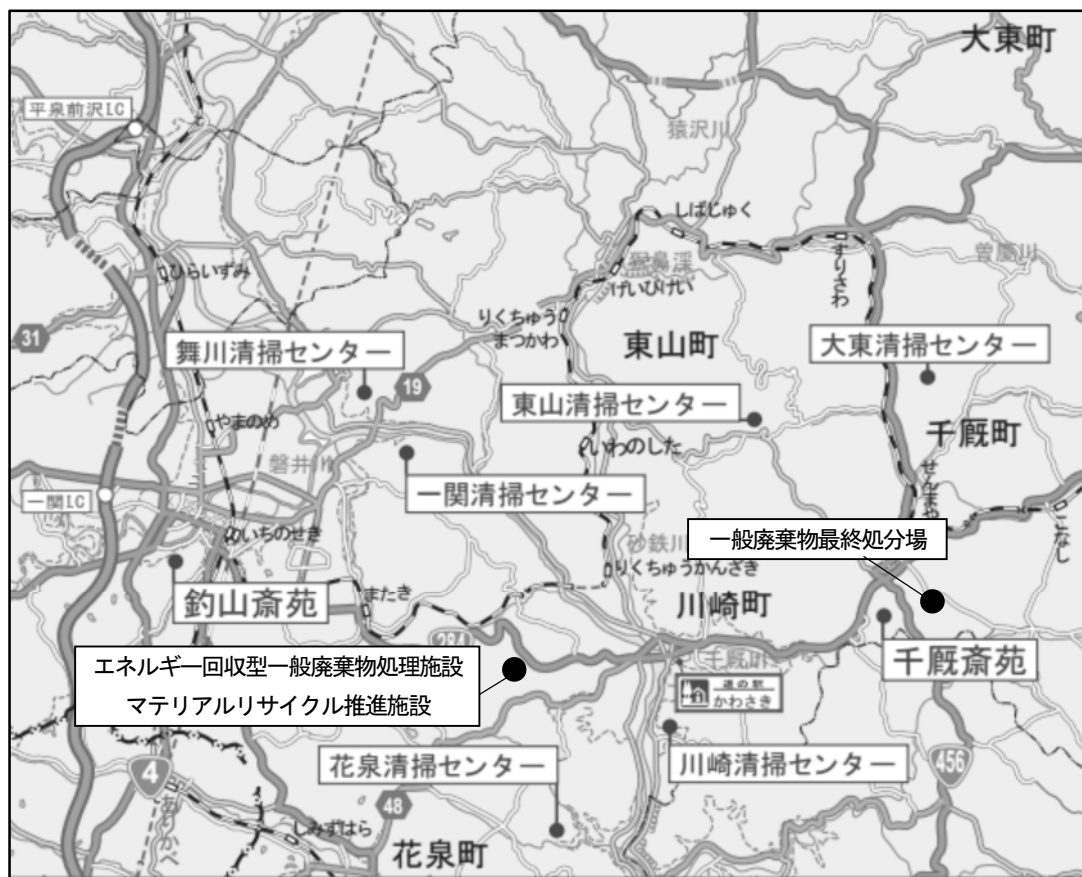 大東町
平泉前沢I.C
猿沢川
しばじゅく
すりさわ
曽慶川
ひらいずみ
猊鼻渓
げいびけい
りくちゅう
まつかわ
31
舞川清掃センター
東山町
大東清掃センター
19
東山清掃センター
千厩町
やまのめ
いわのした
磐井川
せんまや
一関I.C
一関清掃センター
こなし
いちのせき
砂鉄川
一般廃棄物最終処分場
りくちゅうかんざき
釣山斎苑
またき
川崎町
284
千厩川
千厩斎苑
エネルギー回収型一般廃棄物処理施設
マテリアルリサイクル推進施設
道の駅
かわさき
花泉清掃センター
川崎清掃センター
4
456
48
ありかべ
しみずはら
花泉町